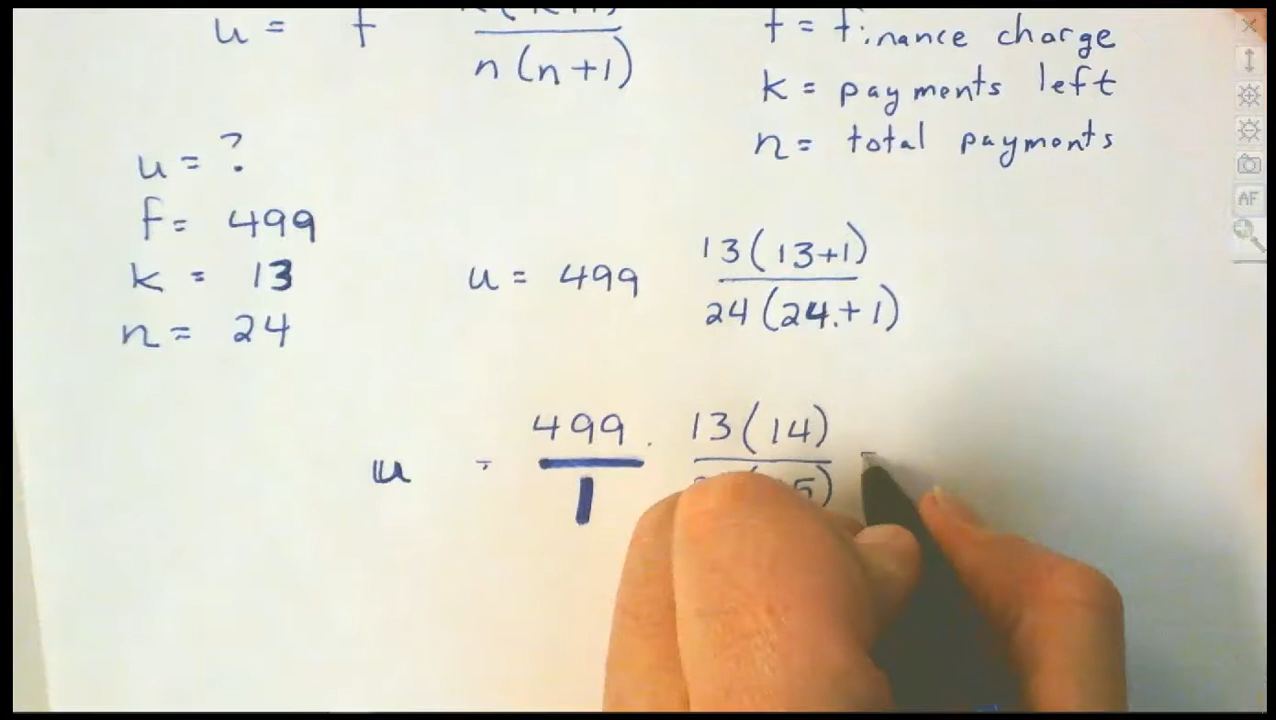 u = f
n(n+1)
f = finance charge
k = payments left
n = total payments
u = ?
f = 499
k = 13
n = 24
u = 499 13(13+1)
24(24.+1)
u = 499 . 13(14)
1 5)
AF